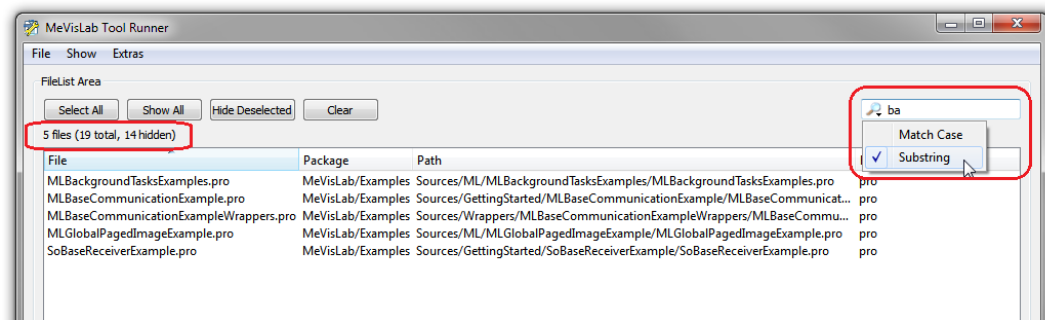 MeVisLab Tool Runner
File Show Extras
FileList Area
Select All Show All Hide Deselected Clear ba
5 files (19 total, 14 hidden) Match Case
Substring
File Package Path
MLBackgroundTasksExamples.pro MeVisLab/Examples Sources/ML/MLBackgroundTasksExamples/MLBackgroundTasksExamples.pro pro
MLBaseCommunicationExample.pro MeVisLab/Examples Sources/GettingStarted/MLBaseCommunicationExample/MLBaseCommunicat... pro
MLBaseCommunicationExampleWrappers.pro MeVisLab/Examples Sources/Wrappers/MLBaseCommunicationExampleWrappers/MLBaseCommu... pro
MLGlobalPagedImageExample.pro MeVisLab/Examples Sources/ML/MLGlobalPagedImageExample/MLGlobalPagedImageExample.pro pro
SoBaseReceiverExample.pro MeVisLab/Examples Sources/GettingStarted/SoBaseReceiverExample/SoBaseReceiverExample.pro pro